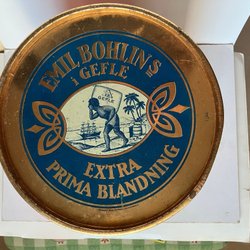 EMIL BOHLINS
i GEFLE
EXTRA
PRIMA BLANDNING